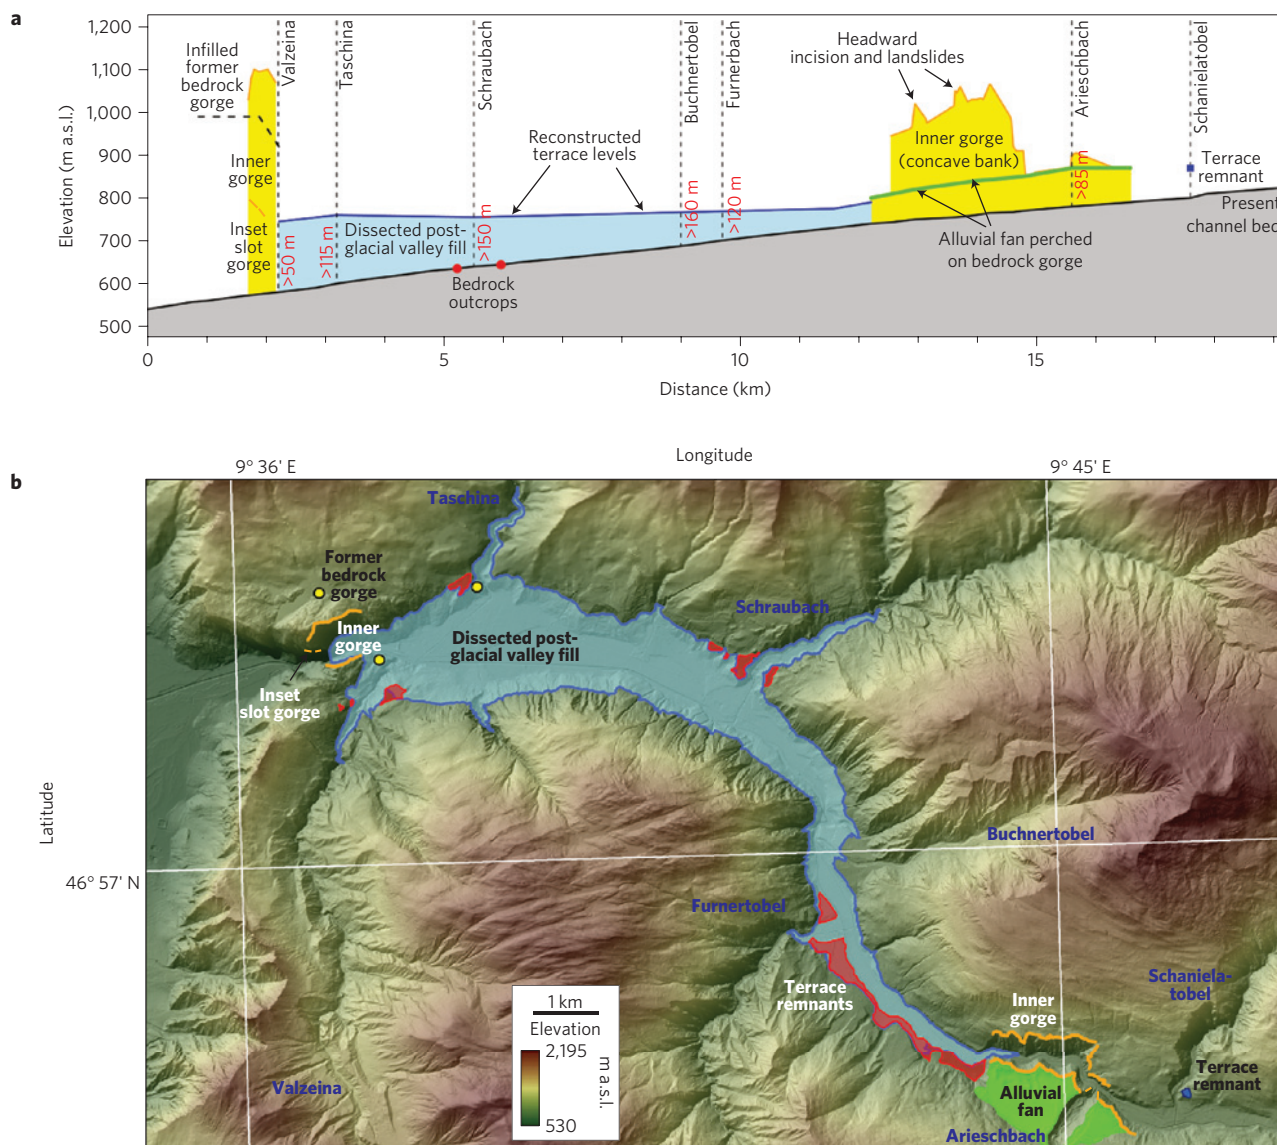 a
1,200
1,100
1,000
900
800
700
600
500
Elevation (m a.s.l.)
Infilled
former
bedrock
gorge
Valzeina
Taschina
Schraubach
Buchnertobel
Furnerbach
Headward
incision and landslides
Arieschbach
Schanielatobel
Inner
gorge
Inset
slot
gorge
Reconstructed
terrace levels
Inner gorge
(concave bank)
Terrace
remnant
>50 m
>115 m
Dissected post-
glacial valley fill
>150 m
>160 m
>120 m
>85 m
Present
channel bed
Alluvial fan perched
on bedrock gorge
Bedrock
outcrops
0
5
10
15
Distance (km)
b
Longitude
9° 36' E
9° 45' E
Latitude
46° 57' N
Taschina
Former
bedrock
gorge
Inner
gorge
Dissected post-
glacial valley fill
Schraubach
Inset
slot gorge
Buchnertobel
Furnertobel
Terrace
remnants
Schaniela-
tobel
Inner
gorge
Terrace
remnant
Alluvial
fan
Arieschbach
Valzeina
1 km
Elevation
2,195
530
m a.s.l.